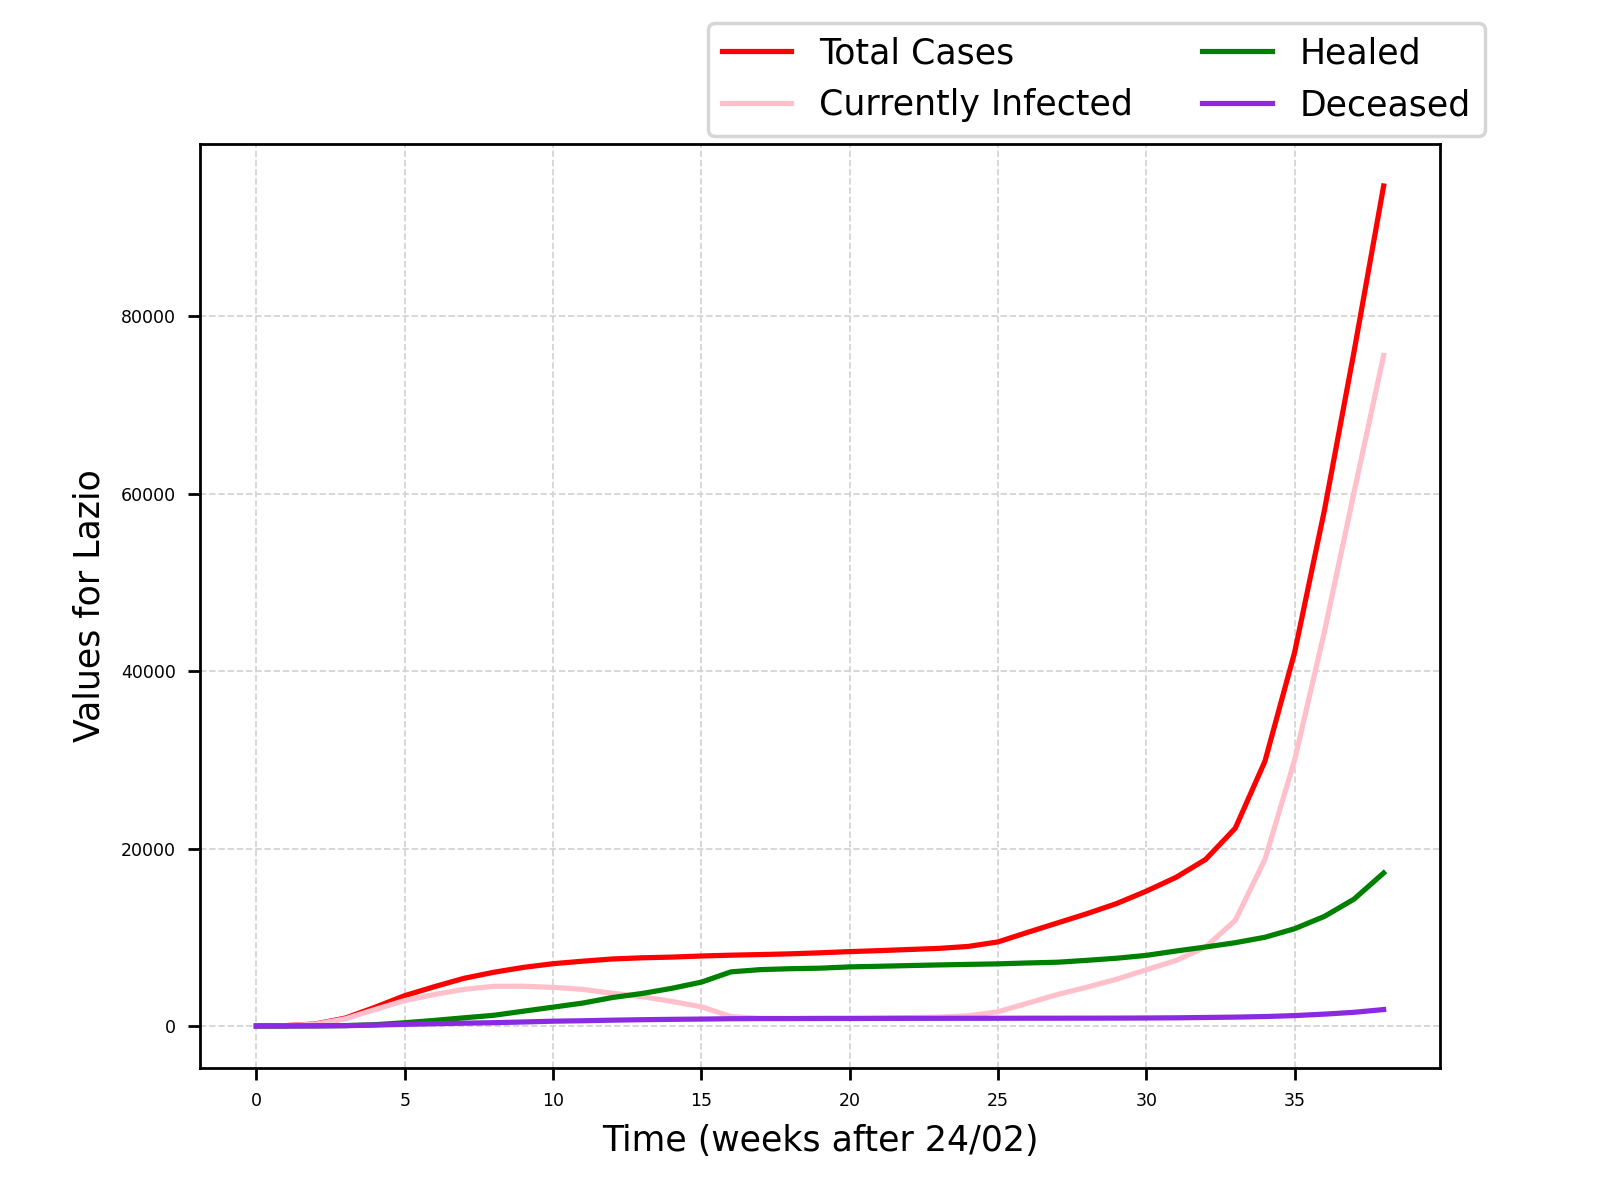 Total Cases
Currently Infected
Healed
Deceased
Values for Lazio
80000
60000
40000
20000
0
0 5 10 15 20 25 30 35
Time (weeks after 24/02)